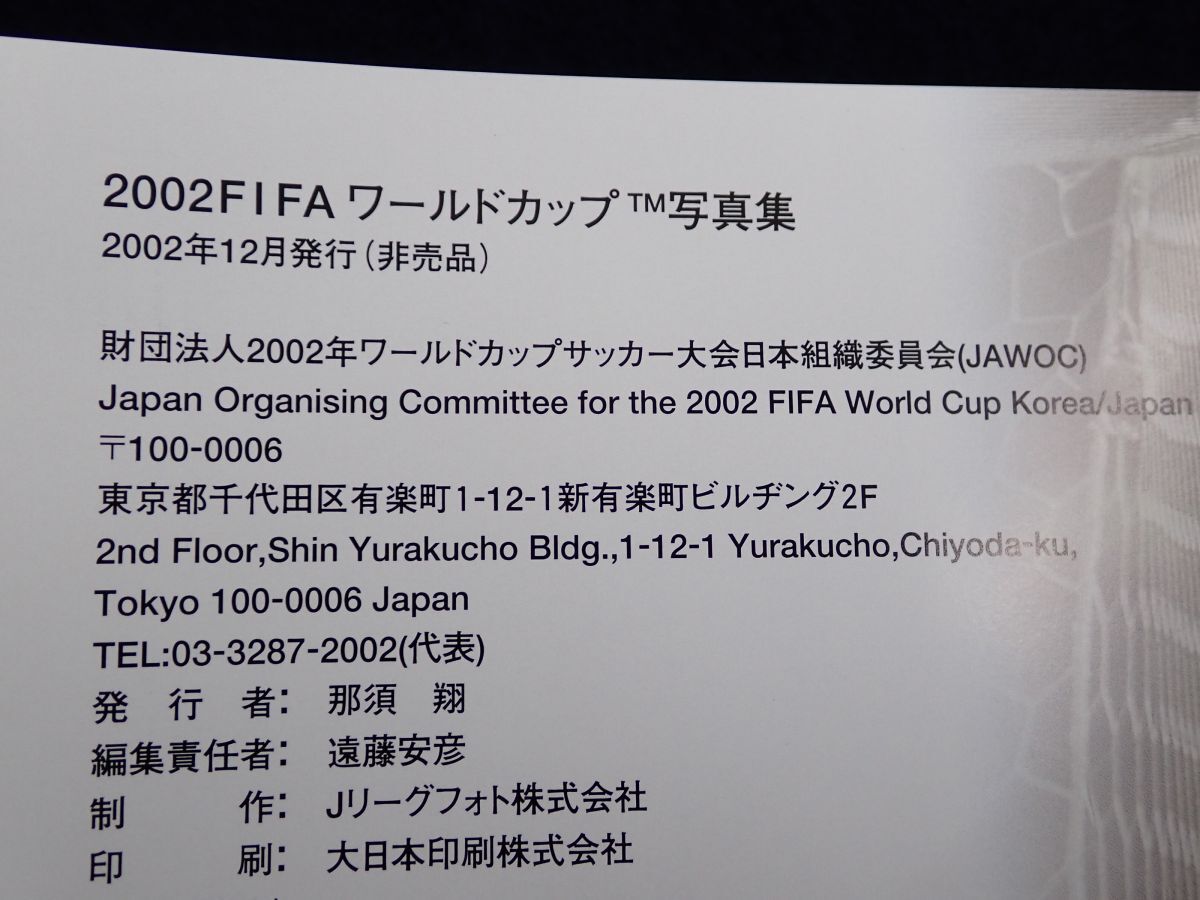 2002FIFA ワールドカップ™写真集
2002年12月発行(非売品)
財団法人2002年ワールドカップサッカー大会日本組織委員会(JAWOC)
Japan Organising Committee for the 2002 FIFA World Cup Korea/Japan
〒100-0006
東京都千代田区有楽町1-12-1新有楽町ビルヂング2F
2nd Floor,Shin Yurakucho Bldg.,1-12-1 Yurakucho,Chiyoda-ku,
Tokyo 100-0006 Japan
TEL:03-3287-2002(代表)
発 行 者: 那須 翔
編集責任者: 遠藤安彦
制 作: Jリーグフォト株式会社
印 刷: 大日本印刷株式会社